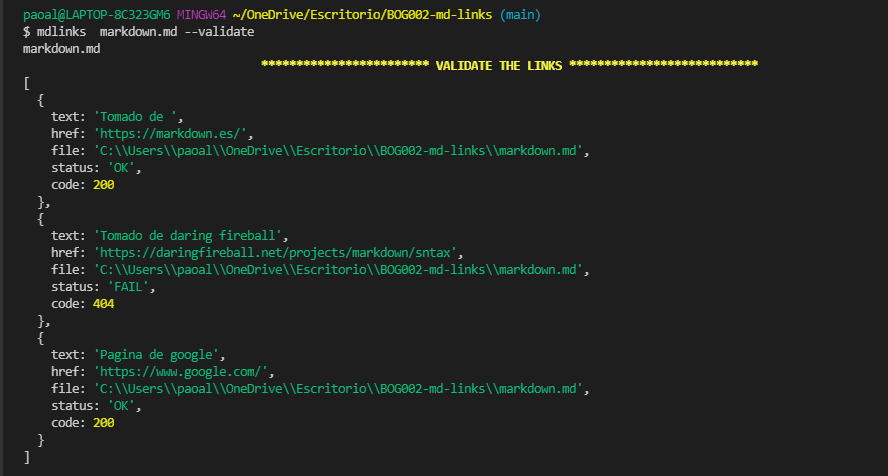 paoal@LAPTOP-8C323GM6 MINGW64 ~/OneDrive/Escritorio/BOG002-md-links (main)
$ mdlinks  markdown.md --validate
markdown.md
************************ VALIDATE THE LINKS ***************************
[
  {
    text: 'Tomado de ',
    href: 'https://markdown.es/',
    file: 'C:\\Users\\paoal\\OneDrive\\Escritorio\\BOG002-md-links\\markdown.md',
    status: 'OK',
    code: 200
  },
  {
    text: 'Tomado de daring fireball',
    href: 'https://daringfireball.net/projects/markdown/sntax',
    file: 'C:\\Users\\paoal\\OneDrive\\Escritorio\\BOG002-md-links\\markdown.md',
    status: 'FAIL',
    code: 404
  },
  {
    text: 'Pagina de google',
    href: 'https://www.google.com/',
    file: 'C:\\Users\\paoal\\OneDrive\\Escritorio\\BOG002-md-links\\markdown.md',
    status: 'OK',
    code: 200
  }
]